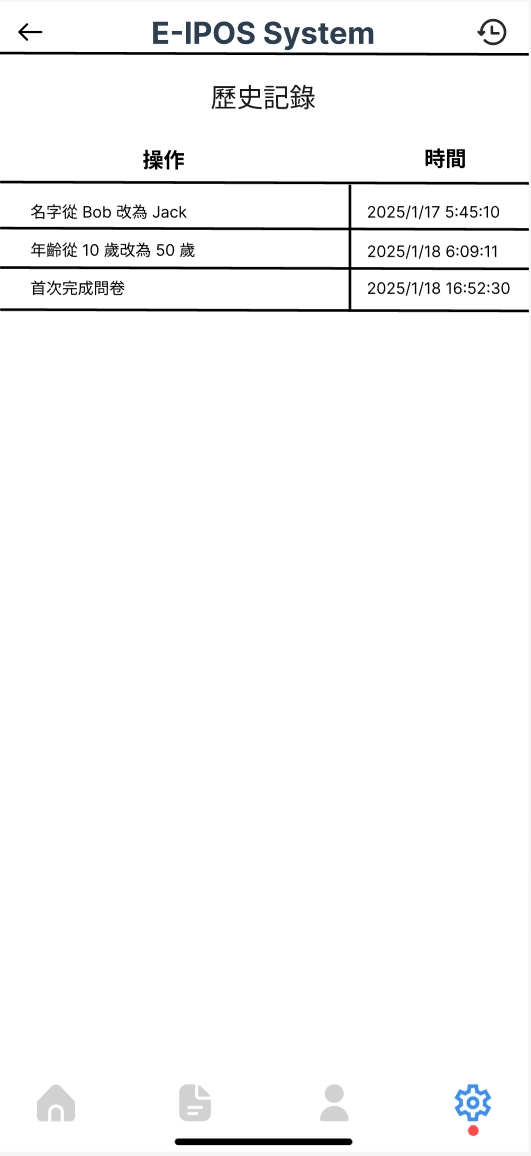 E-IPOS System
歷史記錄
操作 時間
名字從 Bob 改為 Jack 2025/1/17 5:45:10
年齡從 10 歲改為 50 歲 2025/1/18 6:09:11
首次完成問卷 2025/1/18 16:52:30